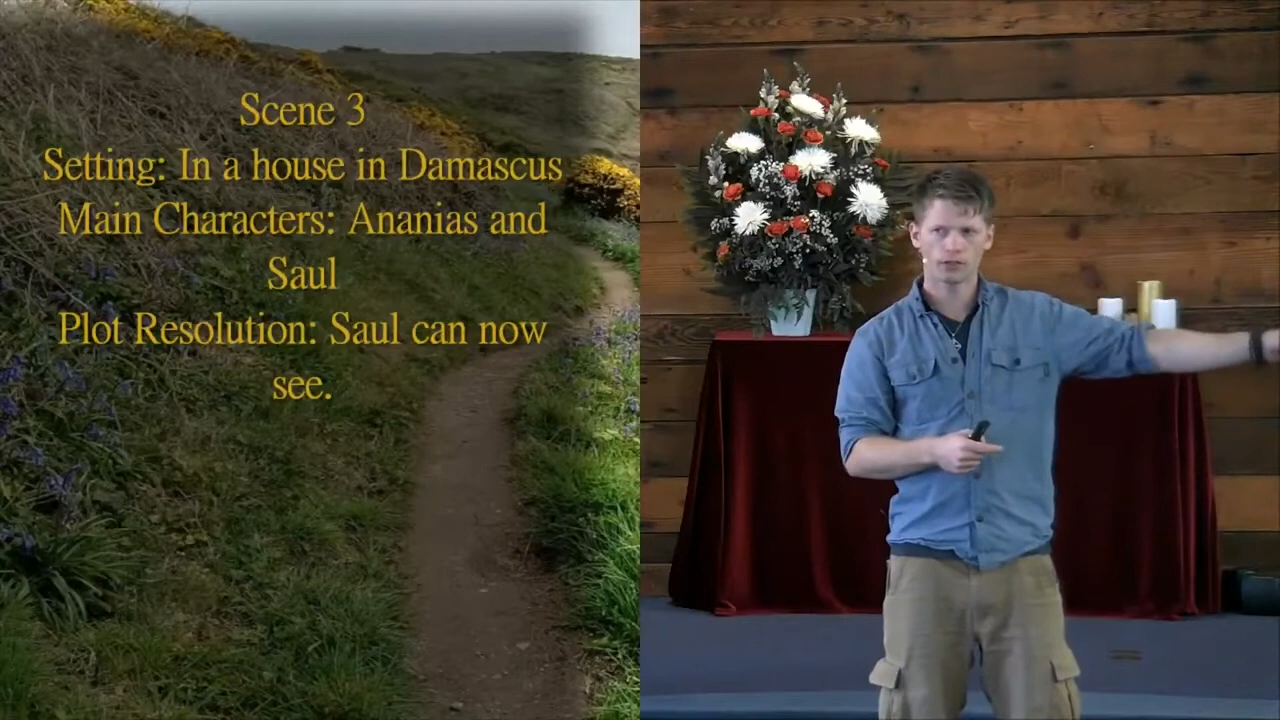 Scene 3
Setting: In a house in Damascus
Main Characters: Ananias and
Saul
Plot Resolution: Saul can now
see.